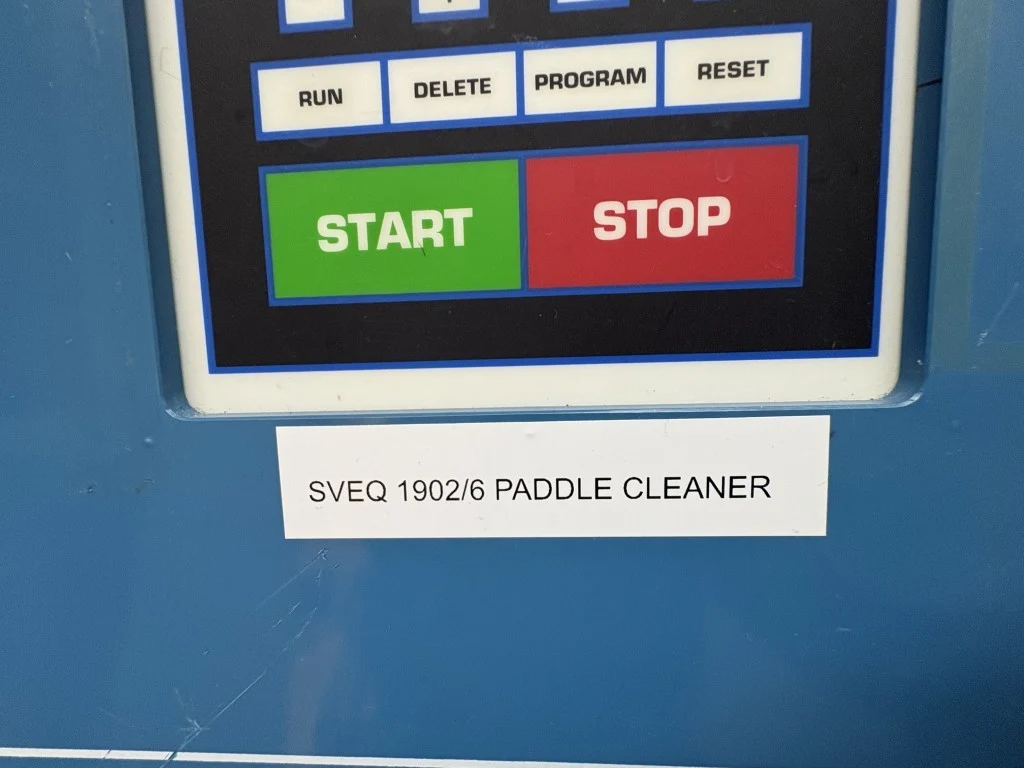 RUN DELETE PROGRAM RESET
START STOP
SVEQ 1902/6 PADDLE CLEANER